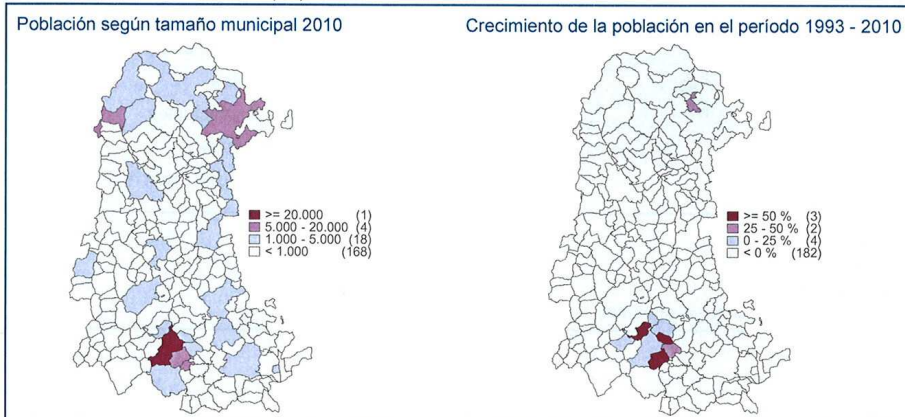 Población según tamaño municipal 2010
Crecimiento de la población en el período 1993 - 2010
>= 20.000 (1)
5.000 - 20.000 (4)
1.000 - 5.000 (18)
< 1.000 (168)
>= 50 % (3)
25 - 50 % (2)
0 - 25 % (4)
< 0 % (182)